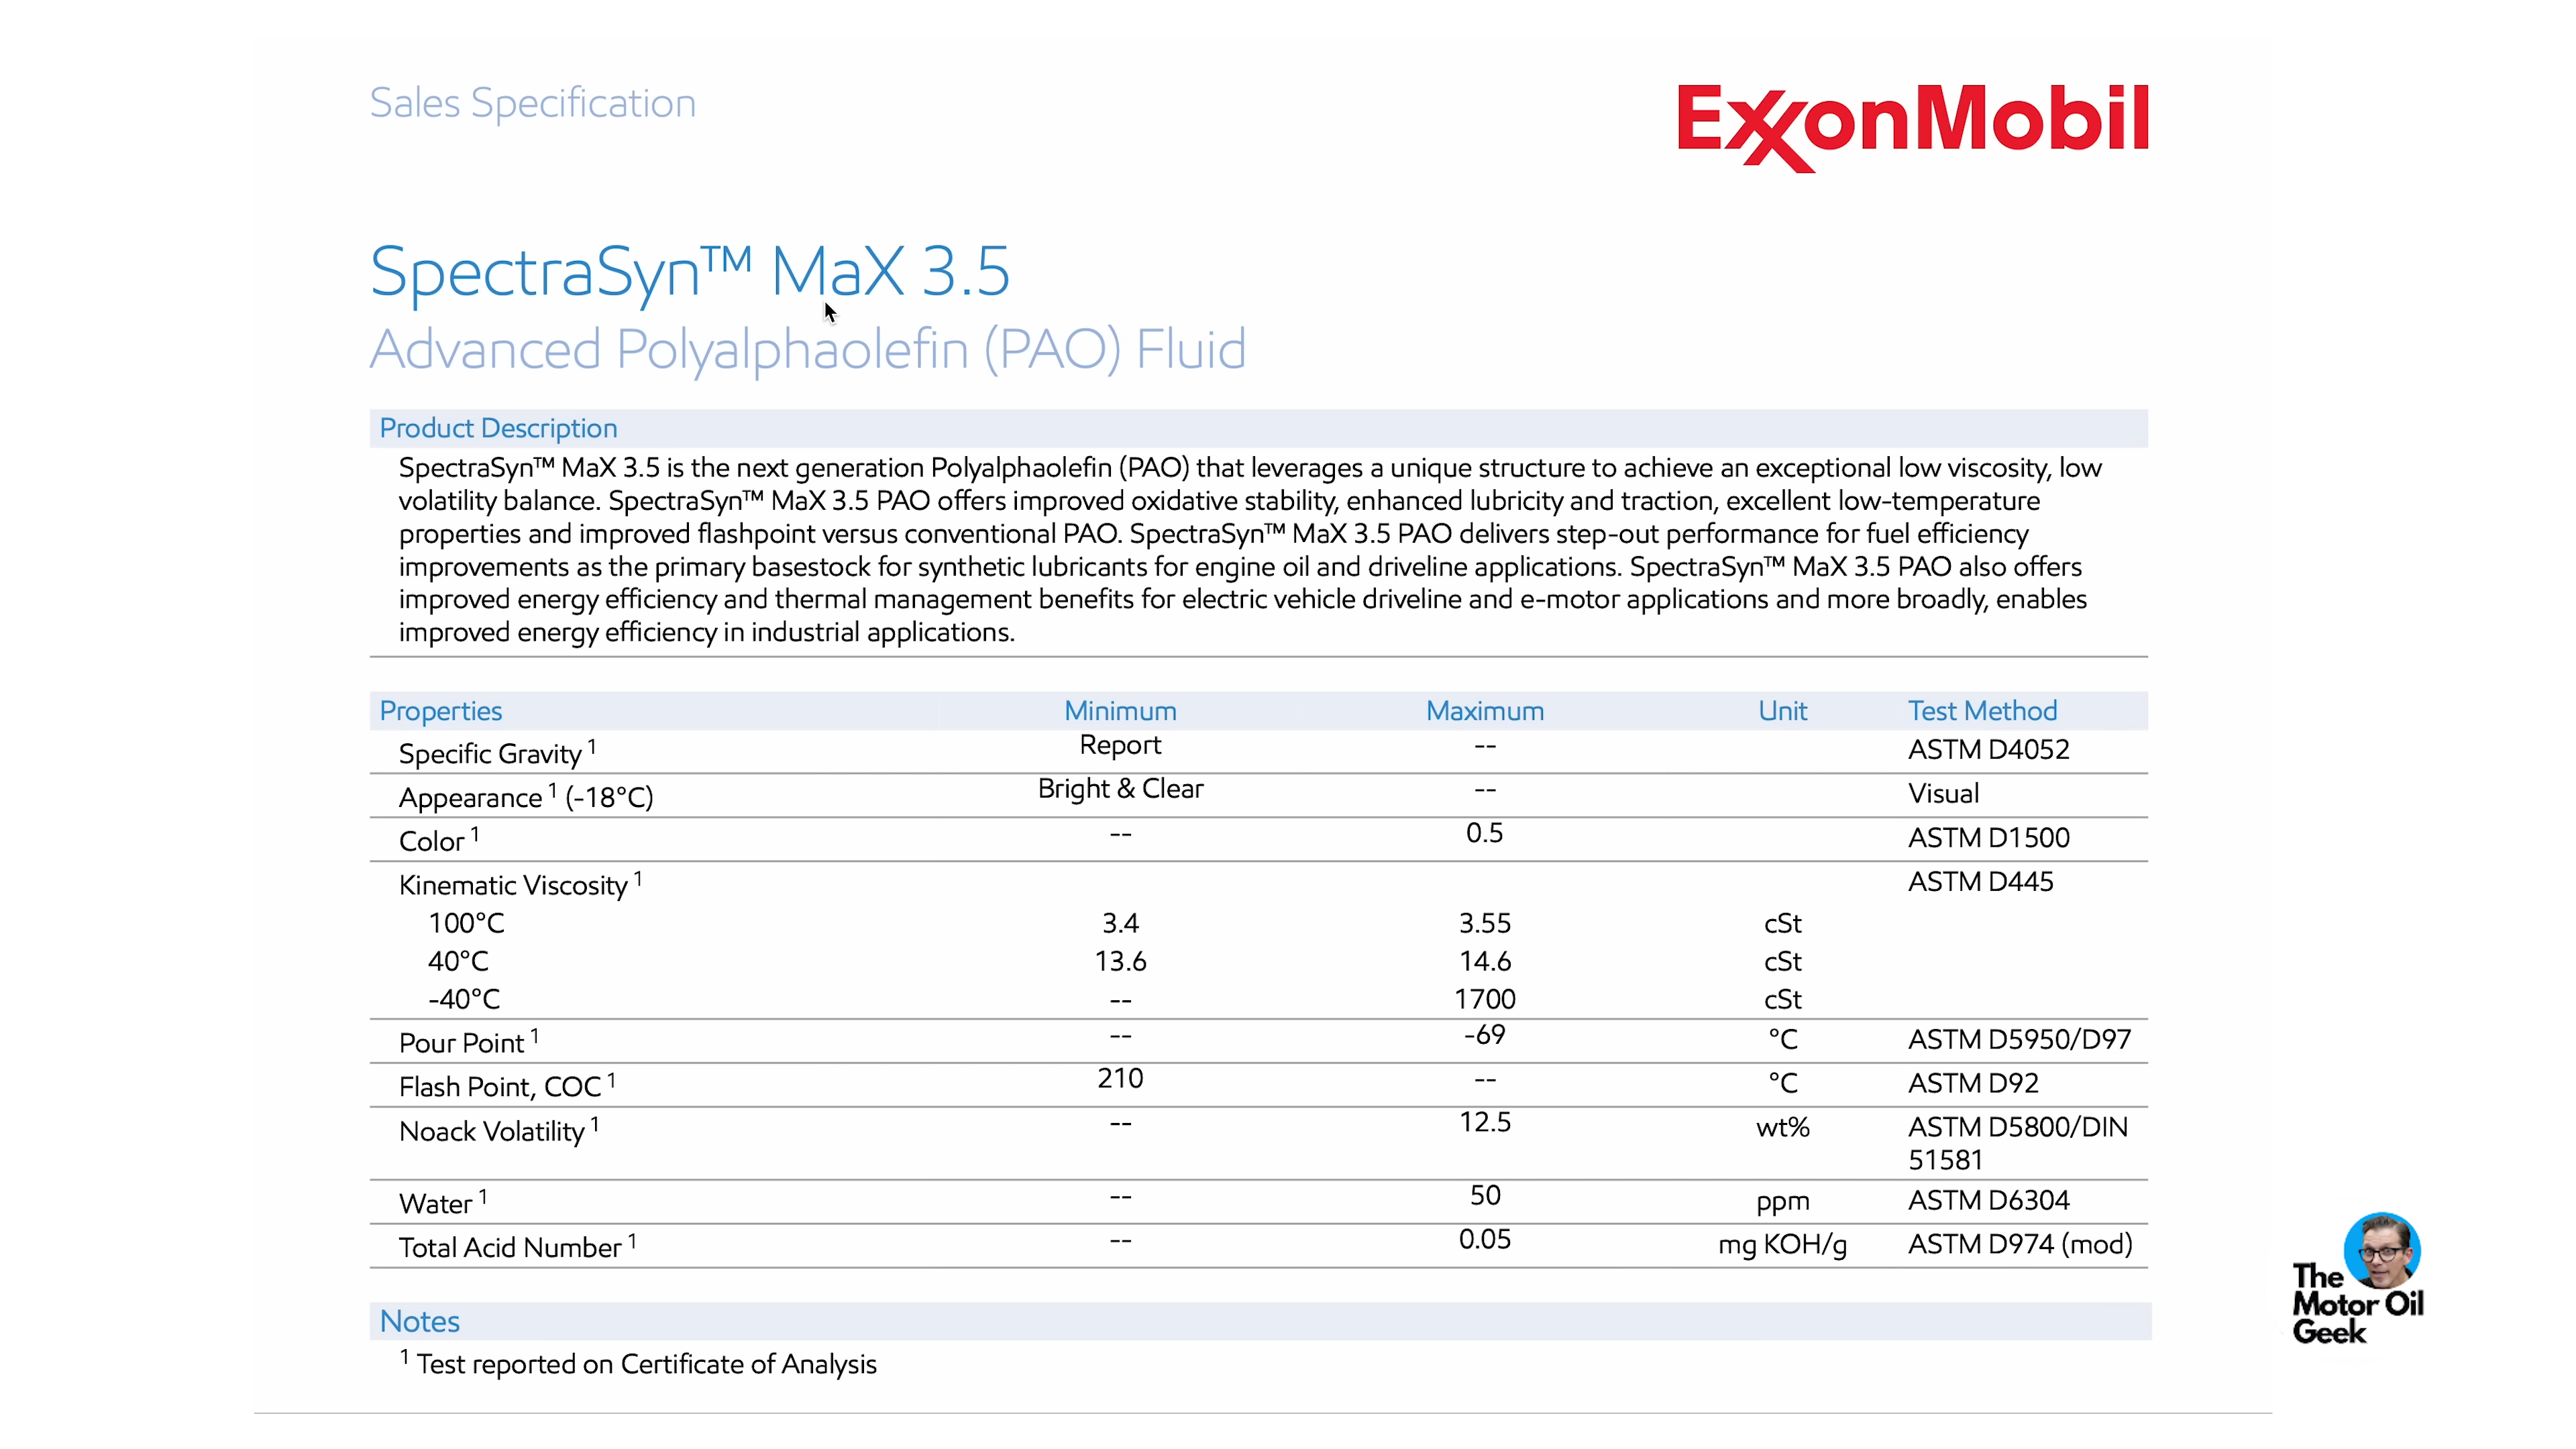 Sales Specification
ExxonMobil
SpectraSyn™ MaX 3.5
Advanced Polyalphaolefin (PAO) Fluid
Product Description
SpectraSyn™ MaX 3.5 is the next generation Polyalphaolefin (PAO) that leverages a unique structure to achieve an exceptional low viscosity, low
volatility balance. SpectraSyn™ MaX 3.5 PAO offers improved oxidative stability, enhanced lubricity and traction, excellent low-temperature
properties and improved flashpoint versus conventional PAO. SpectraSyn™ MaX 3.5 PAO delivers step-out performance for fuel efficiency
improvements as the primary basestock for synthetic lubricants for engine oil and driveline applications. SpectraSyn™ MaX 3.5 PAO also offers
improved energy efficiency and thermal management benefits for electric vehicle driveline and e-motor applications and more broadly, enables
improved energy efficiency in industrial applications.
Properties Minimum Maximum Unit Test Method
Specific Gravity ¹ Report -- ASTM D4052
Appearance ¹ (-18°C) Bright & Clear -- Visual
Color ¹ -- 0.5 ASTM D1500
Kinematic Viscosity ¹ ASTM D445
100°C 3.4 3.55 cSt
40°C 13.6 14.6 cSt
-40°C -- 1700 cSt
Pour Point ¹ -- -69 °C ASTM D5950/D97
Flash Point, COC ¹ 210 -- °C ASTM D92
Noack Volatility ¹ -- 12.5 wt% ASTM D5800/DIN
51581
Water ¹ -- 50 ppm ASTM D6304
Total Acid Number ¹ -- 0.05 mg KOH/g ASTM D974 (mod)
Notes
¹ Test reported on Certificate of Analysis
The
Motor Oil
Geek